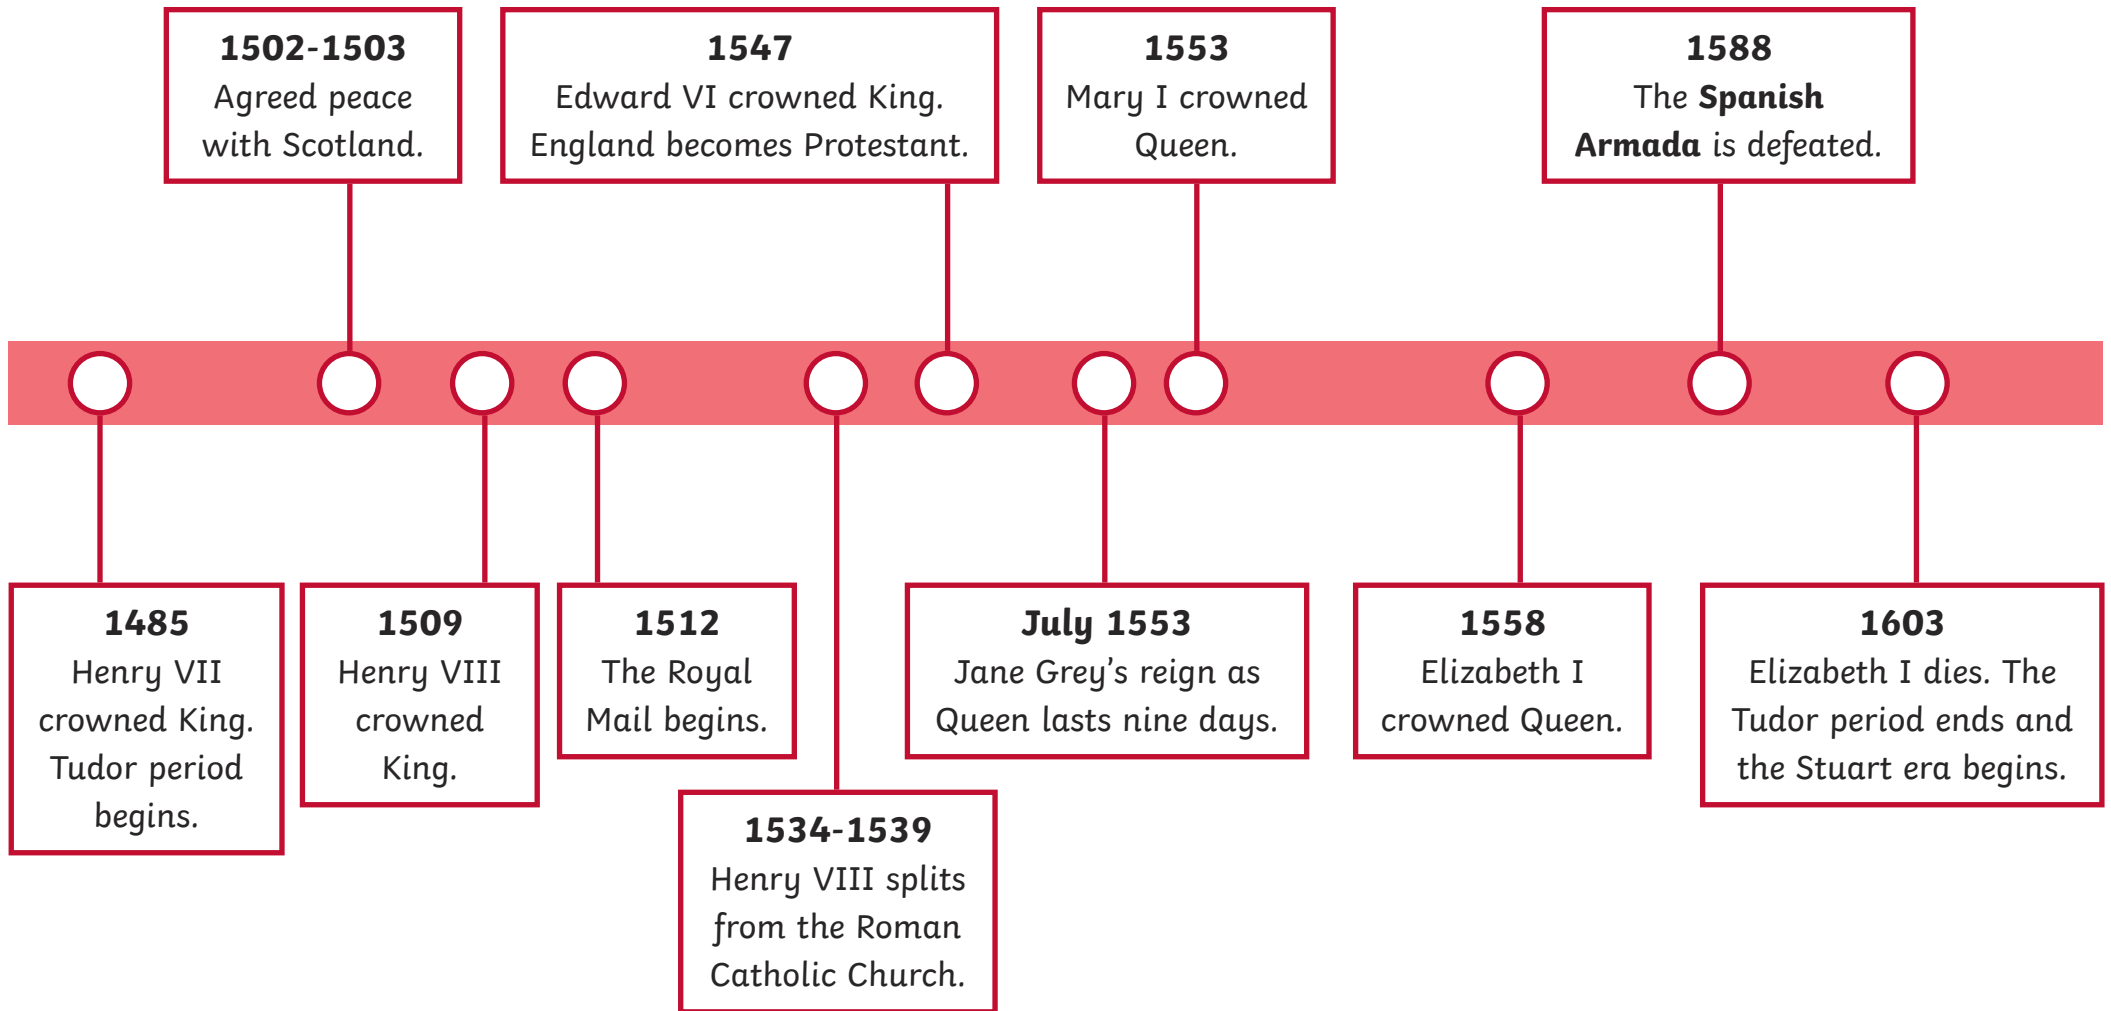 1502-1503
Agreed peace
with Scotland.
1547
Edward VI crowned King.
England becomes Protestant.
1553
Mary I crowned
Queen.
1588
The Spanish
Armada is defeated.
1485
Henry VII
crowned King.
Tudor period
begins.
1509
Henry VIII
crowned
King.
1512
The Royal
Mail begins.
1534-1539
Henry VIII splits
from the Roman
Catholic Church.
July 1553
Jane Grey’s reign as
Queen lasts nine days.
1558
Elizabeth I
crowned Queen.
1603
Elizabeth I dies. The
Tudor period ends and
the Stuart era begins.